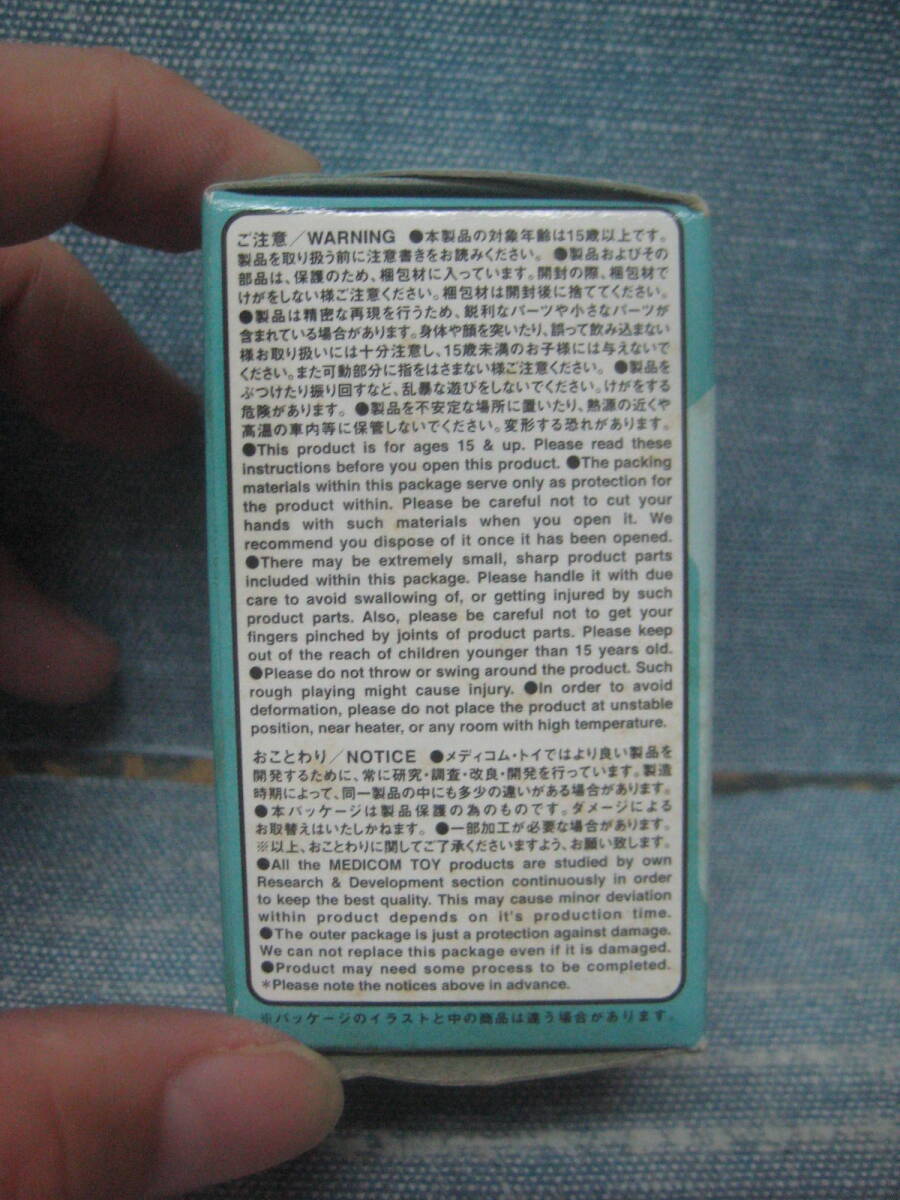 ご注意／WARNING ●本製品の対象年齢は15歳以上です。
製品を取り扱う前に注意書きをお読みください。 ●製品およびその
部品は、保護のため、梱包材に入っています。開封の際、梱包材で
けがをしない様ご注意ください。梱包材は開封後に捨ててください。
●製品は精密な再現を行うため、鋭利なパーツや小さなパーツが
含まれている場合があります。身体や顔を突いたり、誤って飲み込まない
様お取り扱いには十分注意し、15歳未満のお子様には与えないで
ください。また可動部分に指をはさまない様ご注意ください。 ●製品を
ぶつけたり振り回すなど、乱暴な遊びをしないでください。けがをする
危険があります。 ●製品を不安定な場所に置いたり、熱源の近くや
高温の車内等に保管しないでください。変形する恐れがあります。
●This product is for ages 15 & up. Please read these
instructions before you open this product. ●The packing
materials within this package serve only as protection for
the product within. Please be careful not to cut your
hands with such materials when you open it. We
recommend you dispose of it once it has been opened.
●There may be extremely small, sharp product parts
included within this package. Please handle it with due
care to avoid swallowing of, or getting injured by such
product parts. Also, please be careful not to get your
fingers pinched by joints of product parts. Please keep
out of the reach of children younger than 15 years old.
●Please do not throw or swing around the product. Such
rough playing might cause injury. ●In order to avoid
deformation, please do not place the product at unstable
position, near heater, or any room with high temperature.
おことわり／NOTICE ●メディコム・トイではより良い製品を
開発するために、常に研究・調査・改良・開発を行っています。製造
時期によって、同一製品の中にも多少の違いがある場合があります。
●本パッケージは製品保護の為のものです。ダメージによる
お取替えはいたしかねます。 ●一部加工が必要な場合があります。
※以上、おことわりに関してご了承くださいますよう、お願い致します。
●All the MEDICOM TOY products are studied by own
Research & Development section continuously in order
to keep the best quality. This may cause minor deviation
within product depends on it's production time.
●The outer package is just a protection against damage.
We can not replace this package even if it is damaged.
●Product may need some process to be completed.
*Please note the notices above in advance.
※パッケージのイラストと中の商品は違う場合があります。